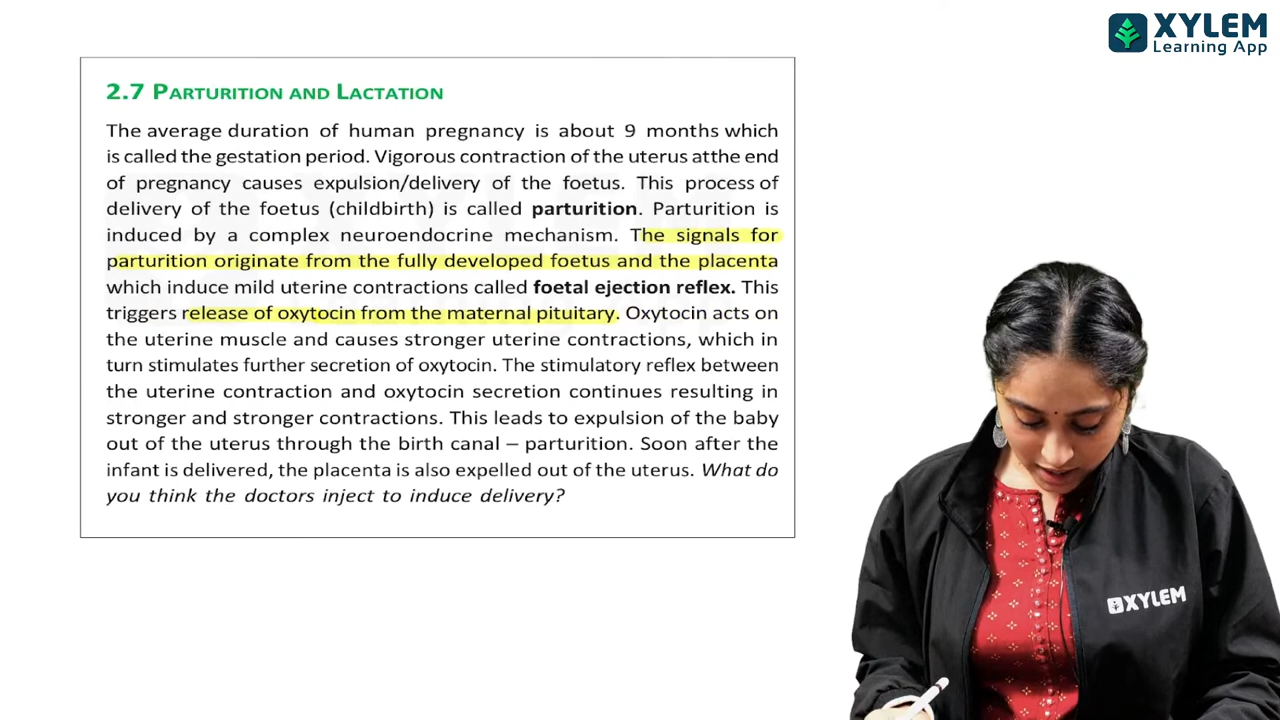 XYLEM
Learning App
2.7 PARTURITION AND LACTATION
The average duration of human pregnancy is about 9 months which
is called the gestation period. Vigorous contraction of the uterus atthe end
of pregnancy causes expulsion/delivery of the foetus. This process of
delivery of the foetus (childbirth) is called parturition. Parturition is
induced by a complex neuroendocrine mechanism. The signals for
parturition originate from the fully developed foetus and the placenta
which induce mild uterine contractions called foetal ejection reflex. This
triggers release of oxytocin from the maternal pituitary. Oxytocin acts on
the uterine muscle and causes stronger uterine contractions, which in
turn stimulates further secretion of oxytocin. The stimulatory reflex between
the uterine contraction and oxytocin secretion continues resulting in
stronger and stronger contractions. This leads to expulsion of the baby
out of the uterus through the birth canal – parturition. Soon after the
infant is delivered, the placenta is also expelled out of the uterus. What do
you think the doctors inject to induce delivery?
XYLEM